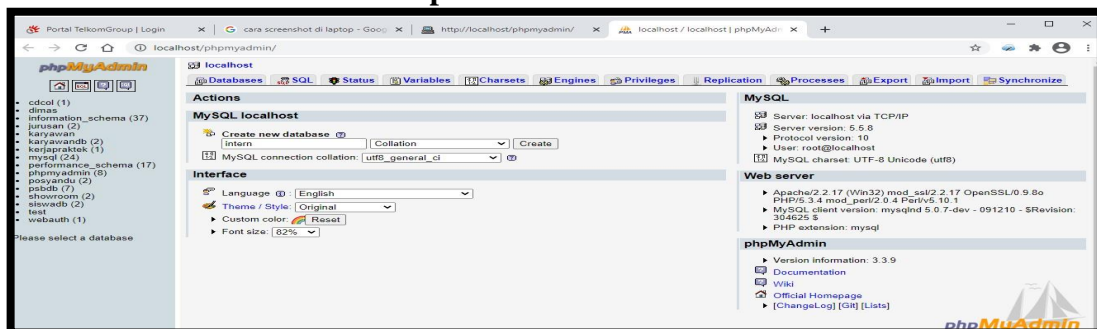 Portal TelkomGroup | Login
cara screenshot di laptop - Goog
http://localhost/phpmyadmin/
localhost / localhost | phpMyAdn
localhost/phpmyadmin/
phpMyAdmin
cdcol (1)
dimas
information_schema (37)
jurusan (2)
karyawan
karyawandb (2)
kerjapraktek (1)
mysql (24)
performance_schema (17)
phpmyadmin (8)
posyandu (2)
psbdb (7)
showroom (2)
siswadb (2)
test
webauth (1)
Please select a database
localhost
Databases SQL Status Variables Charsets Engines Privileges Replication Processes Export Import Synchronize
Actions
MySQL localhost
Create new database
intern Collation Create
MySQL connection collation: utf8_general_ci
Interface
Language : English
Theme / Style: Original
Custom color: Reset
Font size: 82%
MySQL
Server: localhost via TCP/IP
Server version: 5.5.8
Protocol version: 10
User: root@localhost
MySQL charset: UTF-8 Unicode (utf8)
Web server
Apache/2.2.17 (Win32) mod_ssl/2.2.17 OpenSSL/0.9.8o
PHP/5.3.4 mod_perl/2.0.4 Perl/v5.10.1
MySQL client version: mysqlnd 5.0.7-dev - 091210 - $Revision:
304625 $
PHP extension: mysql
phpMyAdmin
Version information: 3.3.9
Documentation
Wiki
Official Homepage
[ChangeLog] [Git] [Lists]
phpMyAdmin